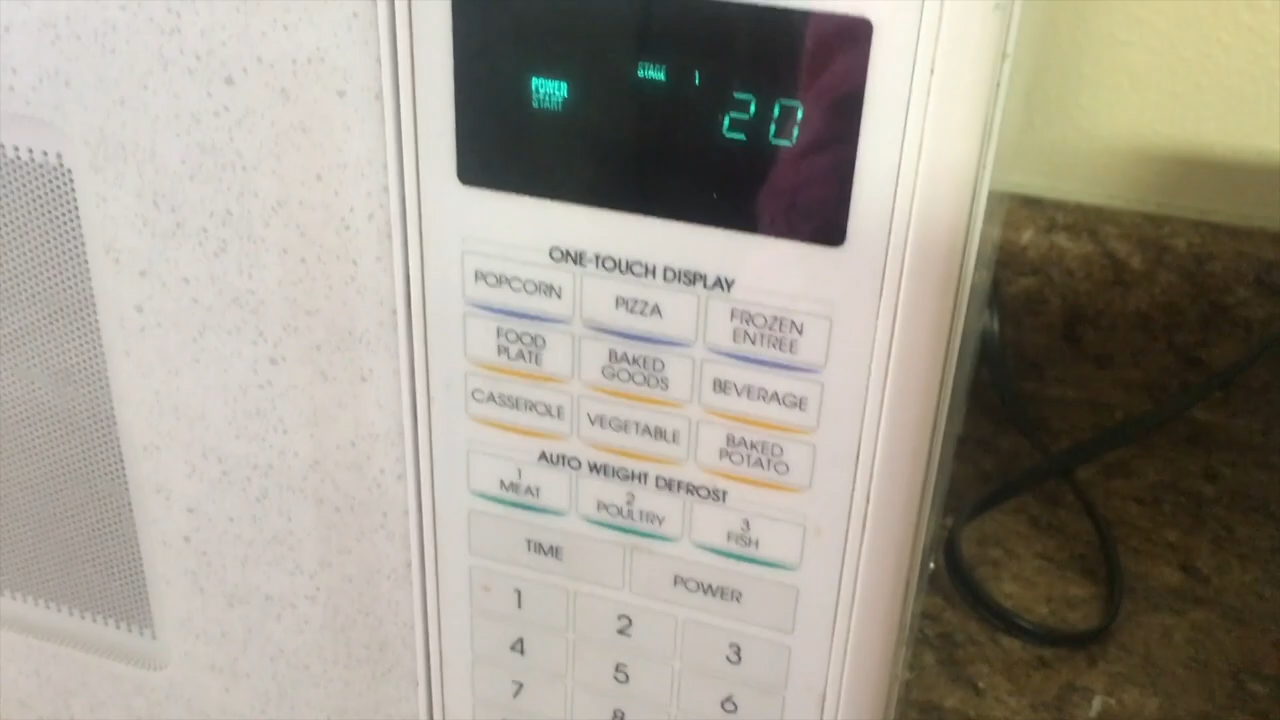 STAGE 1
POWER
START
20
ONE-TOUCH DISPLAY
POPCORN PIZZA FROZEN ENTREE
FOOD PLATE BAKED GOODS BEVERAGE
CASSEROLE VEGETABLE BAKED POTATO
AUTO WEIGHT DEFROST
1 MEAT 2 POULTRY 3 FISH
TIME POWER
1 2 3
4 5 6
7 8